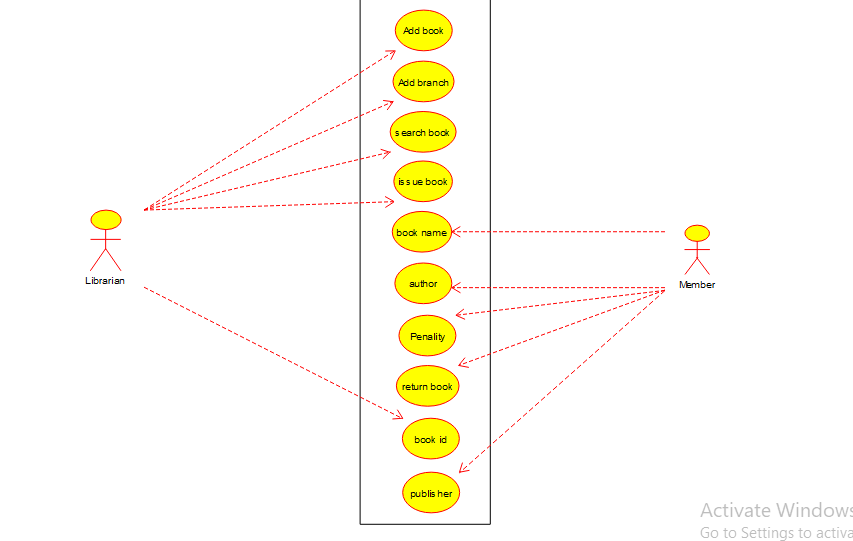 Add book
Add branch
search book
issue book
book name
author
Penality
return book
book id
publisher
Librarian
Member
Activate Windows
Go to Settings to activa